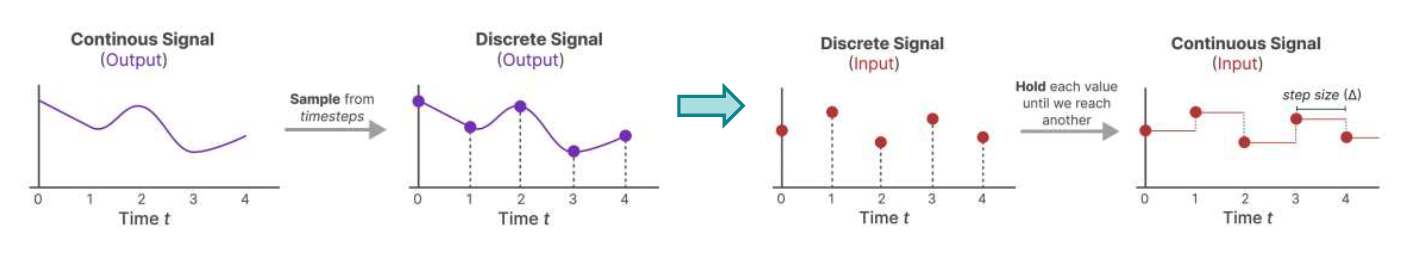 Continous Signal
(Output)
0 1 2 3 4
Time t
Sample from
timesteps
Discrete Signal
(Output)
0 1 2 3 4
Time t
Discrete Signal
(Input)
0 1 2 3 4
Time t
Hold each value
until we reach
another
Continuous Signal
(Input)
step size (Δ)
0 1 2 3 4
Time t